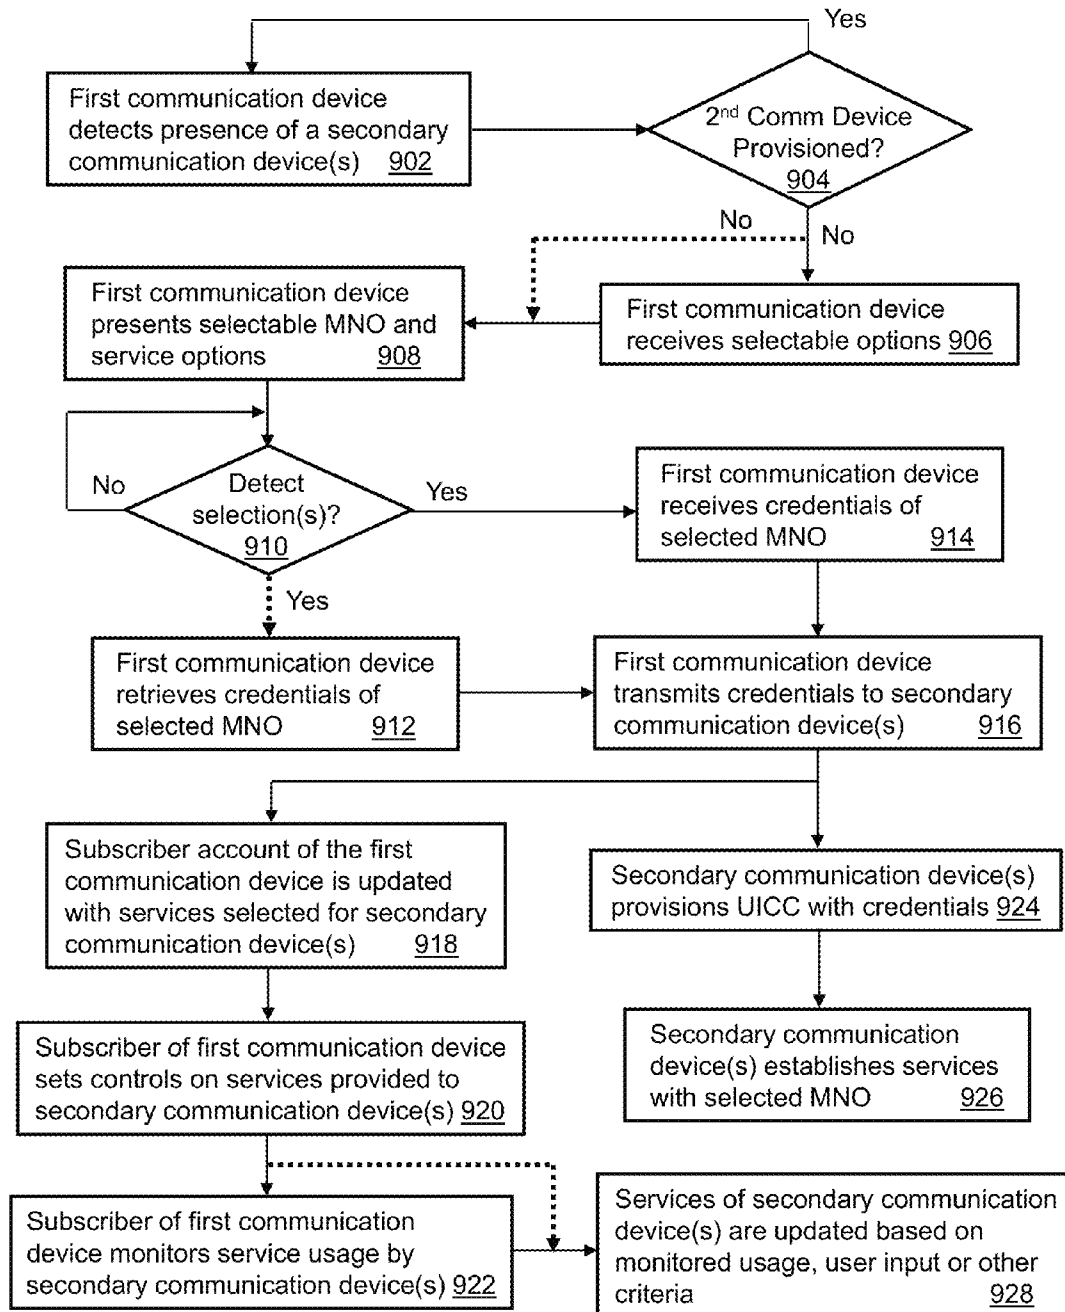 Yes
First communication device
detects presence of a secondary
communication device(s) 902
2nd Comm Device
Provisioned?
904
No
No
First communication device
presents selectable MNO and
service options 908
First communication device
receives selectable options 906
No
Detect
selection(s)?
910
Yes
First communication device
receives credentials of
selected MNO 914
Yes
First communication device
retrieves credentials of
selected MNO 912
First communication device
transmits credentials to secondary
communication device(s) 916
Subscriber account of the first
communication device is updated
with services selected for secondary
communication device(s) 918
Secondary communication device(s)
provisions UICC with credentials 924
Subscriber of first communication device
sets controls on services provided to
secondary communication device(s) 920
Secondary communication
device(s) establishes services
with selected MNO 926
Subscriber of first communication
device monitors service usage by
secondary communication device(s) 922
Services of secondary communication
device(s) are updated based on
monitored usage, user input or other
criteria 928